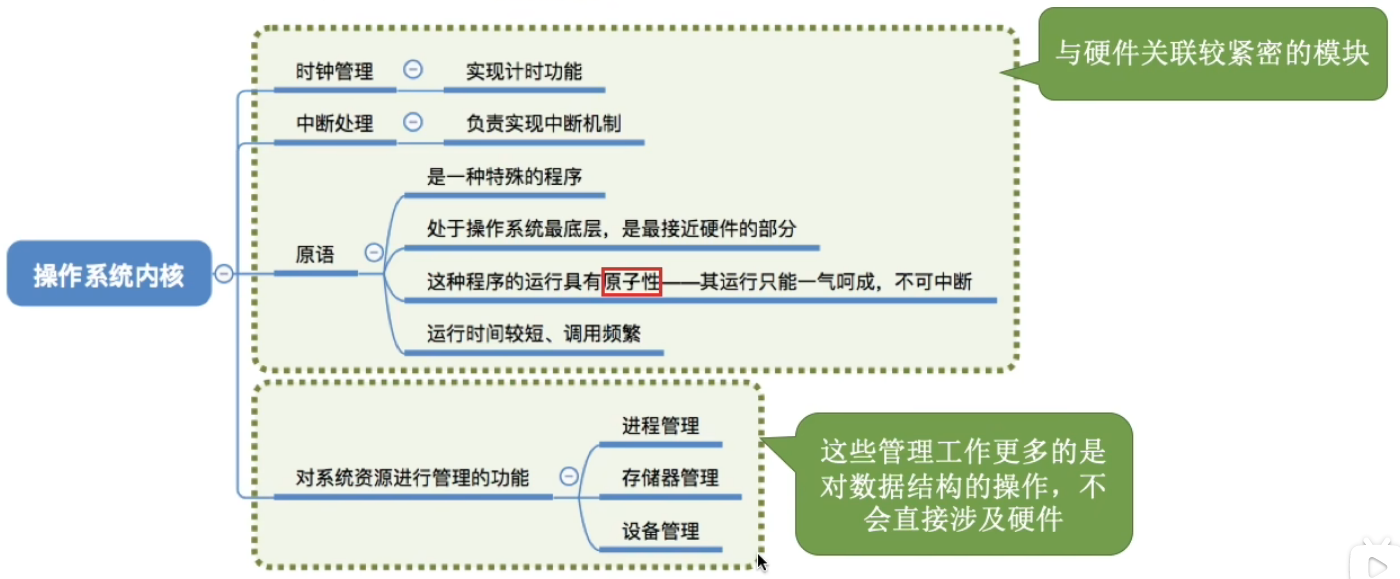 与硬件关联较紧密的模块
时钟管理
实现计时功能
中断处理
负责实现中断机制
是一种特殊的程序
处于操作系统最底层，是最接近硬件的部分
原语
这种程序的运行具有原子性——其运行只能一气呵成，不可中断
运行时间较短、调用频繁
操作系统内核
进程管理
对系统资源进行管理的功能
存储器管理
设备管理
这些管理工作更多的是
对数据结构的操作，不
会直接涉及硬件